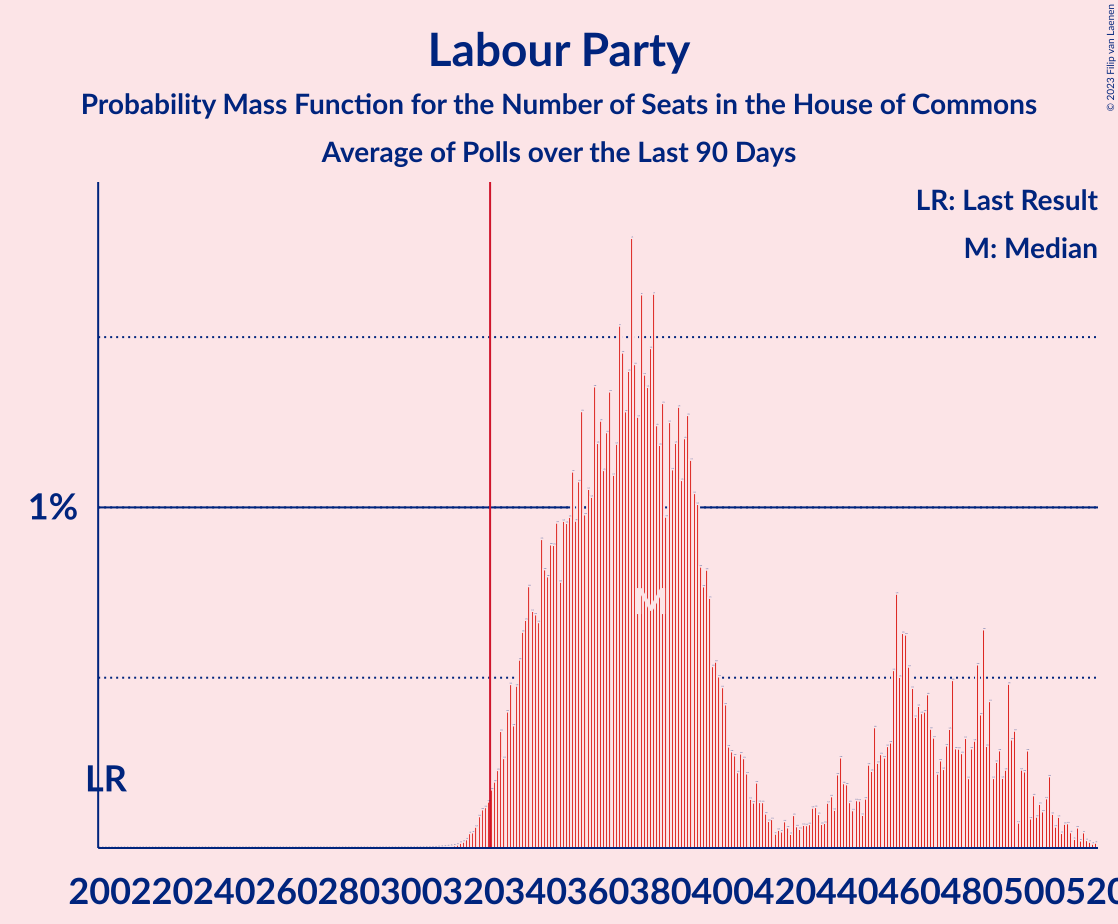 Labour Party
Probability Mass Function for the Number of Seats in the House of Commons
Average of Polls over the Last 90 Days
© 2023 Filip van Laenen
LR: Last Result
M: Median
1%
M
LR
200220240260280300320340360380400420440460480500520